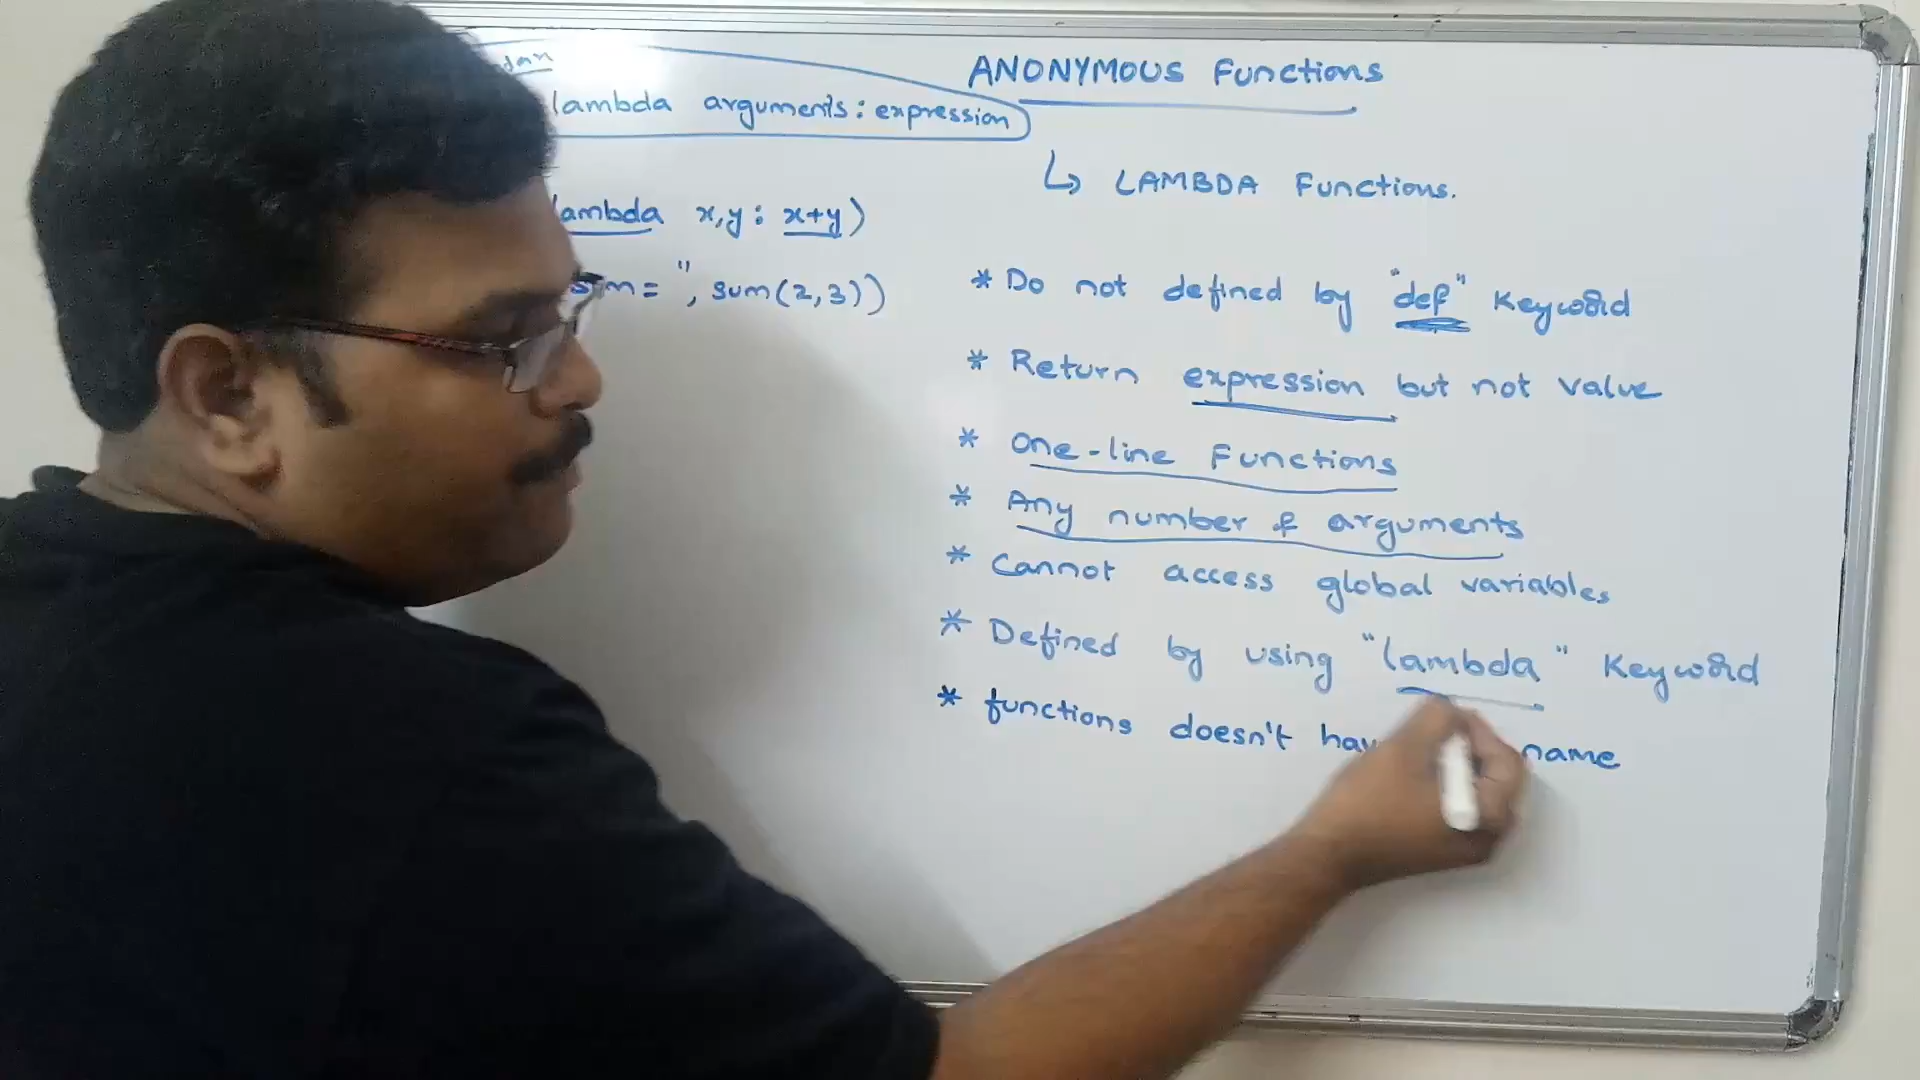 lambda arguments: expression
lambda x,y: x+y)
sum=", sum(2,3))
ANONYMOUS Functions
↳ LAMBDA Functions.
* Do not defined by "def" Keyword
* Return expression but not value
* One-line Functions
* Any number of arguments
* Cannot access global variables
* Defined by using "lambda" Keyword
* functions doesn't name